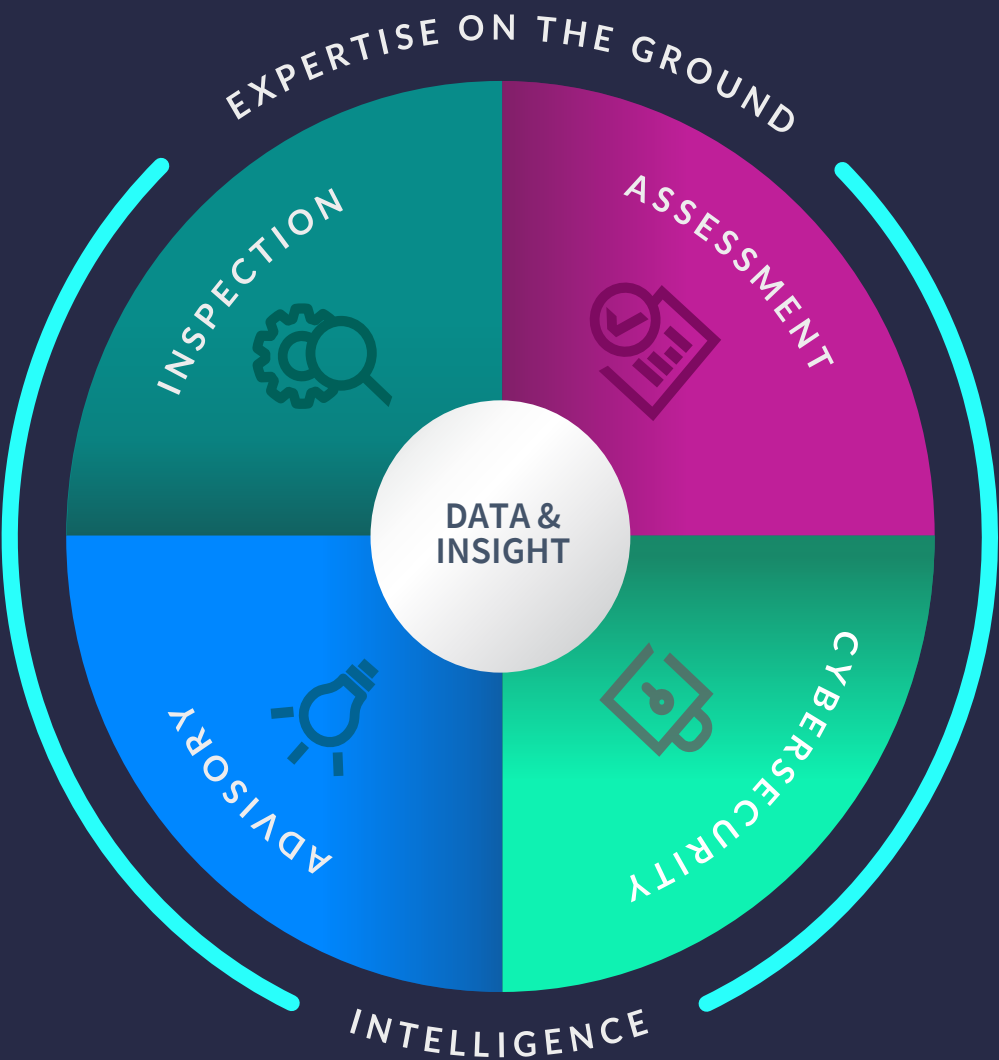 EXPERTISE ON THE GROUND
INSPECTION
ASSESSMENT
DATA &
INSIGHT
ADVISORY
CYBERSECURITY
INTELLIGENCE